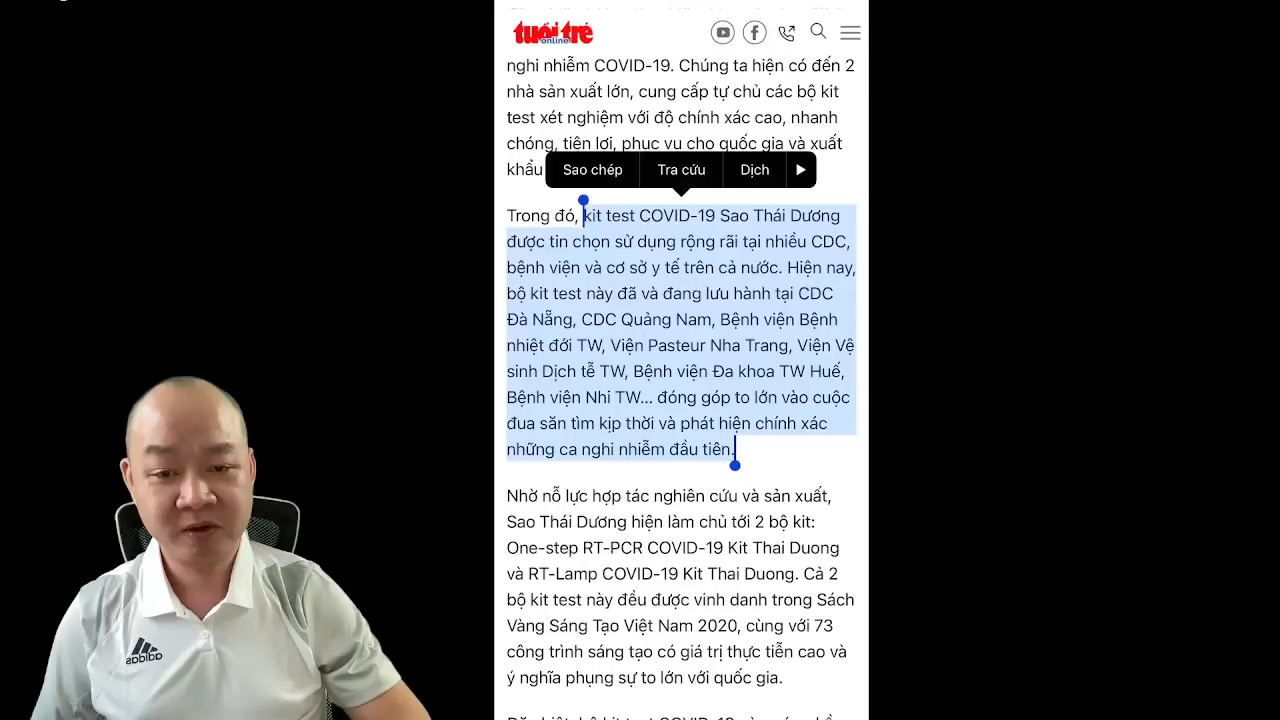 tuổi trẻ
online
nghi nhiễm COVID-19. Chúng ta hiện có đến 2
nhà sản xuất lớn, cung cấp tự chủ các bộ kit
test xét nghiệm với độ chính xác cao, nhanh
chóng, tiện lợi, phục vụ cho quốc gia và xuất
khẩu
Sao chép Tra cứu Dịch
Trong đó, kit test COVID-19 Sao Thái Dương
được tin chọn sử dụng rộng rãi tại nhiều CDC,
bệnh viện và cơ sở y tế trên cả nước. Hiện nay,
bộ kit test này đã và đang lưu hành tại CDC
Đà Nẵng, CDC Quảng Nam, Bệnh viện Bệnh
nhiệt đới TW, Viện Pasteur Nha Trang, Viện Vệ
sinh Dịch tễ TW, Bệnh viện Đa khoa TW Huế,
Bệnh viện Nhi TW... đóng góp to lớn vào cuộc
đua săn tìm kịp thời và phát hiện chính xác
những ca nghi nhiễm đầu tiên.
Nhờ nỗ lực hợp tác nghiên cứu và sản xuất,
Sao Thái Dương hiện làm chủ tới 2 bộ kit:
One-step RT-PCR COVID-19 Kit Thai Duong
và RT-Lamp COVID-19 Kit Thai Duong. Cả 2
bộ kit test này đều được vinh danh trong Sách
Vàng Sáng Tạo Việt Nam 2020, cùng với 73
công trình sáng tạo có giá trị thực tiễn cao và
ý nghĩa phụng sự to lớn với quốc gia.
adidas